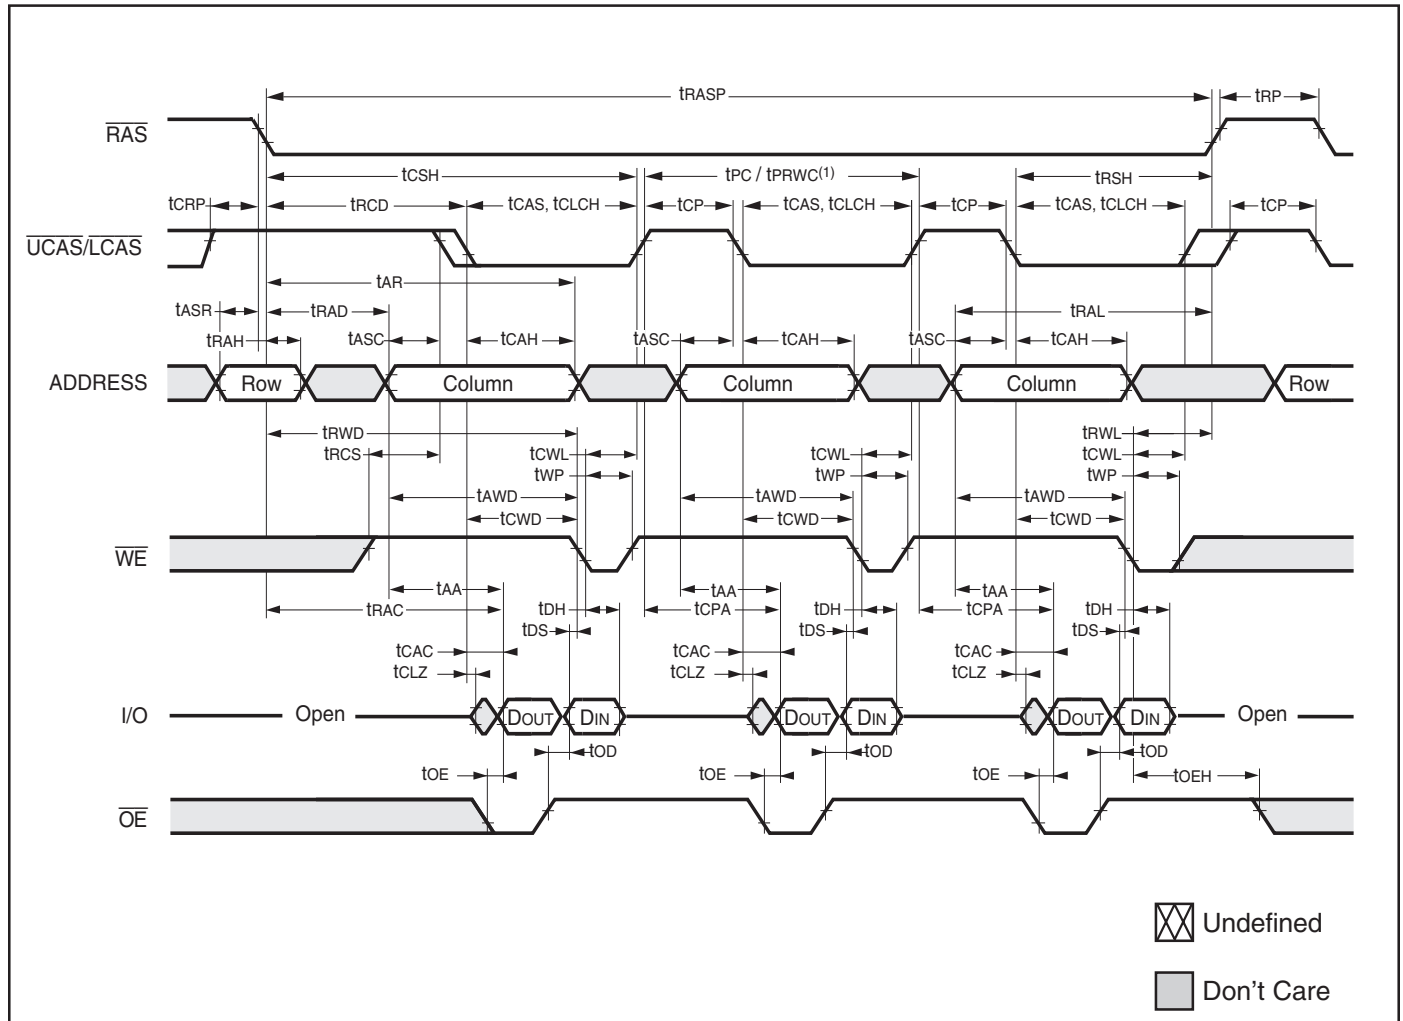 tRASP tRP
RAS
tCSH tPC / tPRWC(1) tRSH
tCRP tRCD tCAS, tCLCH tCP tCAS, tCLCH tCP tCAS, tCLCH tCP
UCAS/LCAS
tAR
tASR tRAD tRAL
tRAH tASC tCAH tASC tCAH tASC tCAH
ADDRESS Row Column Column Column Row
tRWD tRWL
tRCS tCWL tCWL tCWL
tWP tWP tWP
tAWD tAWD tAWD
tCWD tCWD tCWD
WE
tAA tAA tAA
tRAC tDH tCPA tDH tCPA tDH
tDS tDS tDS
tCAC tCAC tCAC
tCLZ tCLZ tCLZ
I/O Open DOUT DIN DOUT DIN DOUT DIN Open
tOD tOD tOD
tOE tOE tOE tOEH
OE
Undefined
Don't Care